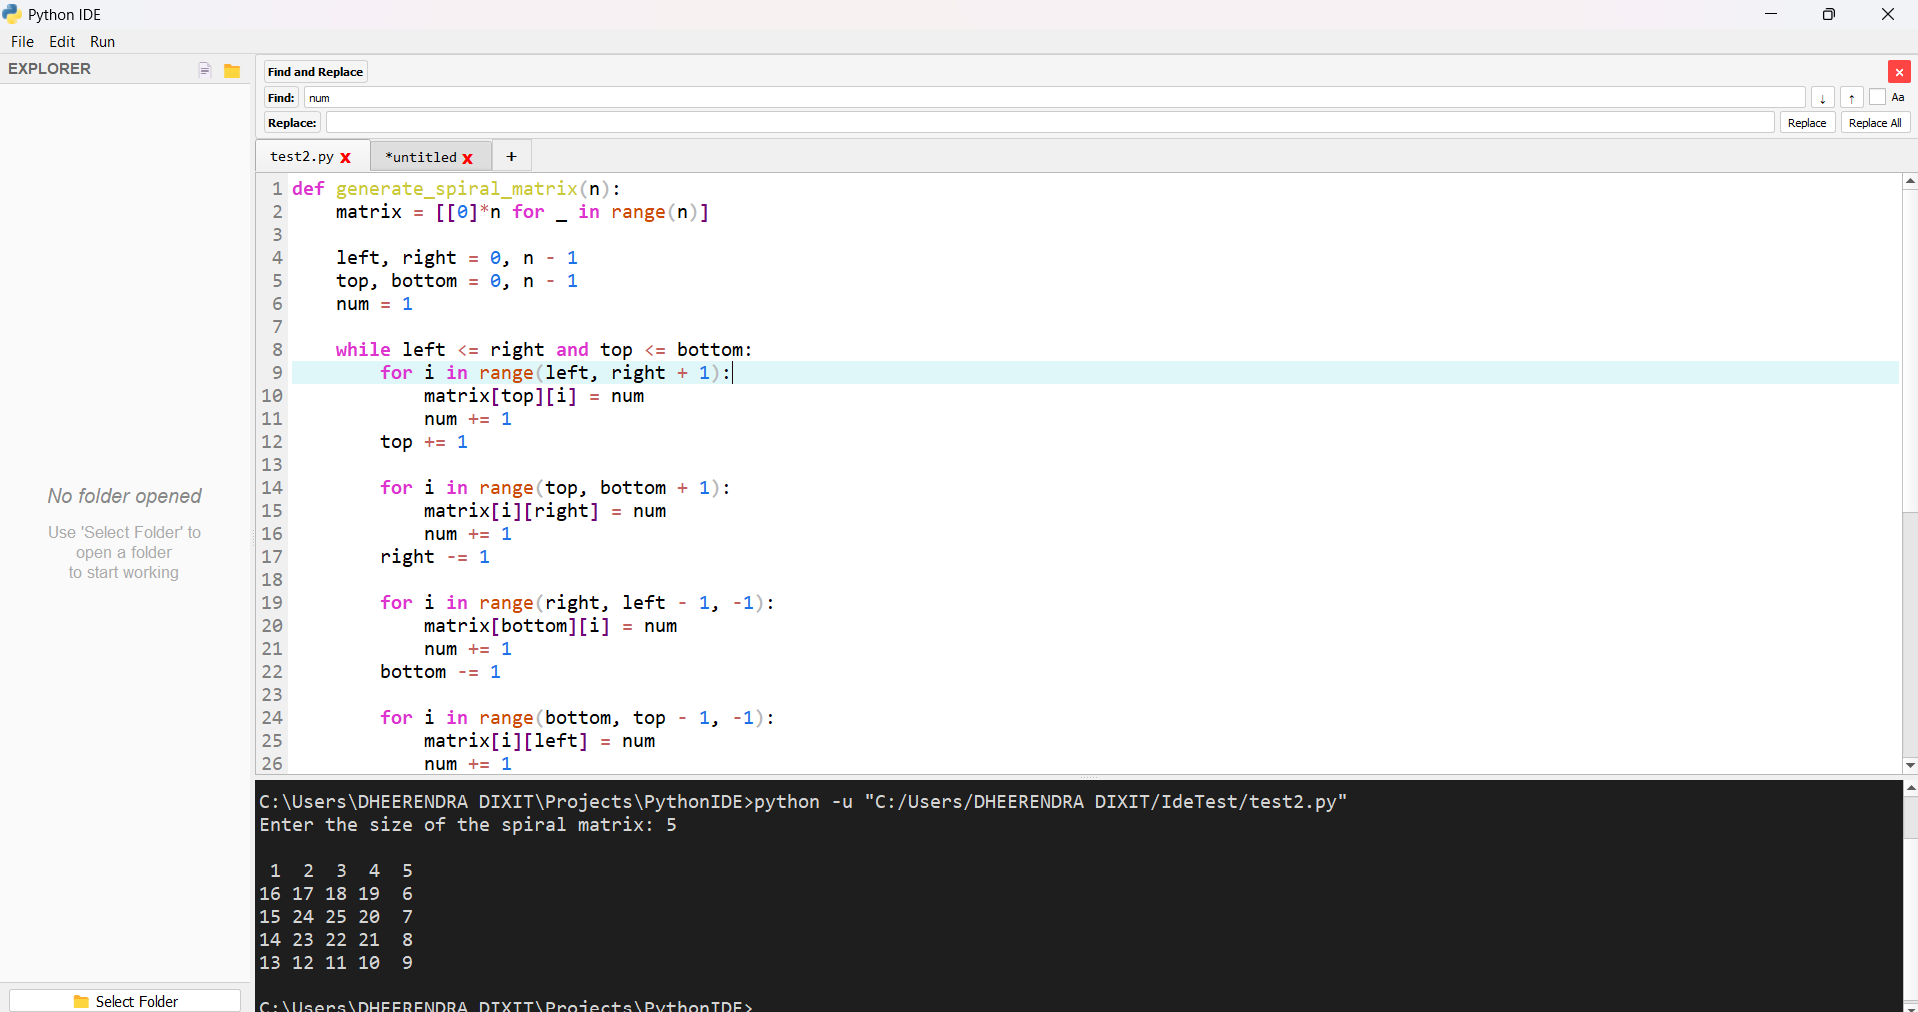 Python IDE
File Edit Run
EXPLORER
Find and Replace
Find: num
Aa
Replace:
Replace Replace All
test2.py x *untitled x +
1 def generate_spiral_matrix(n):
2     matrix = [[0]*n for _ in range(n)]
3
4     left, right = 0, n - 1
5     top, bottom = 0, n - 1
6     num = 1
7
8     while left <= right and top <= bottom:
9         for i in range(left, right + 1):
10             matrix[top][i] = num
11             num += 1
12         top += 1
13
14         for i in range(top, bottom + 1):
15             matrix[i][right] = num
16             num += 1
17         right -= 1
18
19         for i in range(right, left - 1, -1):
20             matrix[bottom][i] = num
21             num += 1
22         bottom -= 1
23
24         for i in range(bottom, top - 1, -1):
25             matrix[i][left] = num
26             num += 1
No folder opened
Use 'Select Folder' to
open a folder
to start working
Select Folder
C:\Users\DHEERENDRA DIXIT\Projects\PythonIDE>python -u "C:/Users/DHEERENDRA DIXIT/IdeTest/test2.py"
Enter the size of the spiral matrix: 5
1 2 3 4 5
16 17 18 19 6
15 24 25 20 7
14 23 22 21 8
13 12 11 10 9
C:\Users\DHEERENDRA DIXIT\Projects\PythonIDE>